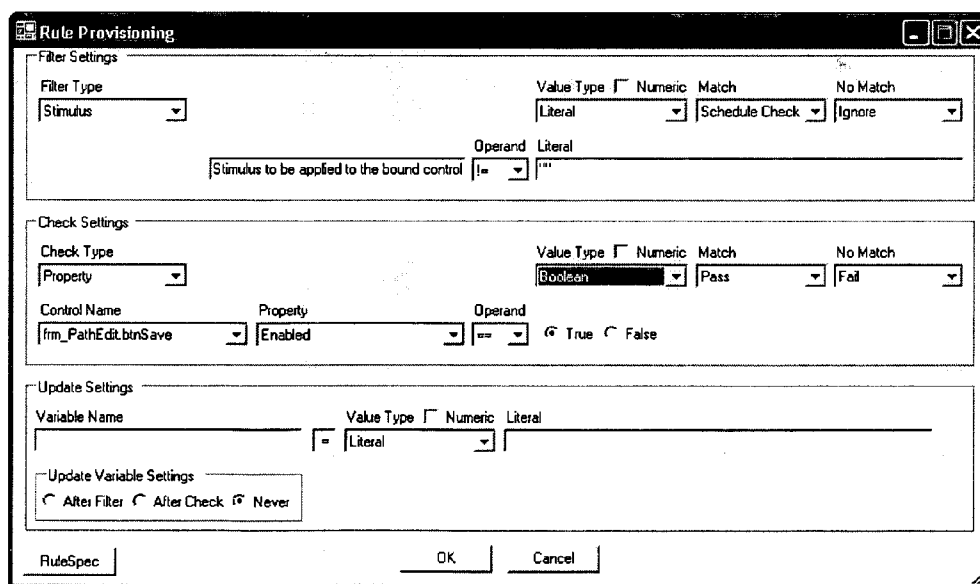 Rule Provisioning
Filter Settings
Filter Type
Value Type Numeric Match No Match
Stimulus
Literal
Schedule Check
Ignore
Operand Literal
Stimulus to be applied to the bound control != ""
Check Settings
Check Type
Value Type Numeric Match No Match
Property
Boolean
Pass
Fail
Control Name Property Operand
frm_PathEdit.btnSave Enabled == True False
Update Settings
Variable Name Value Type Numeric Literal
= Literal
Update Variable Settings
After Filter After Check Never
RuleSpec OK Cancel